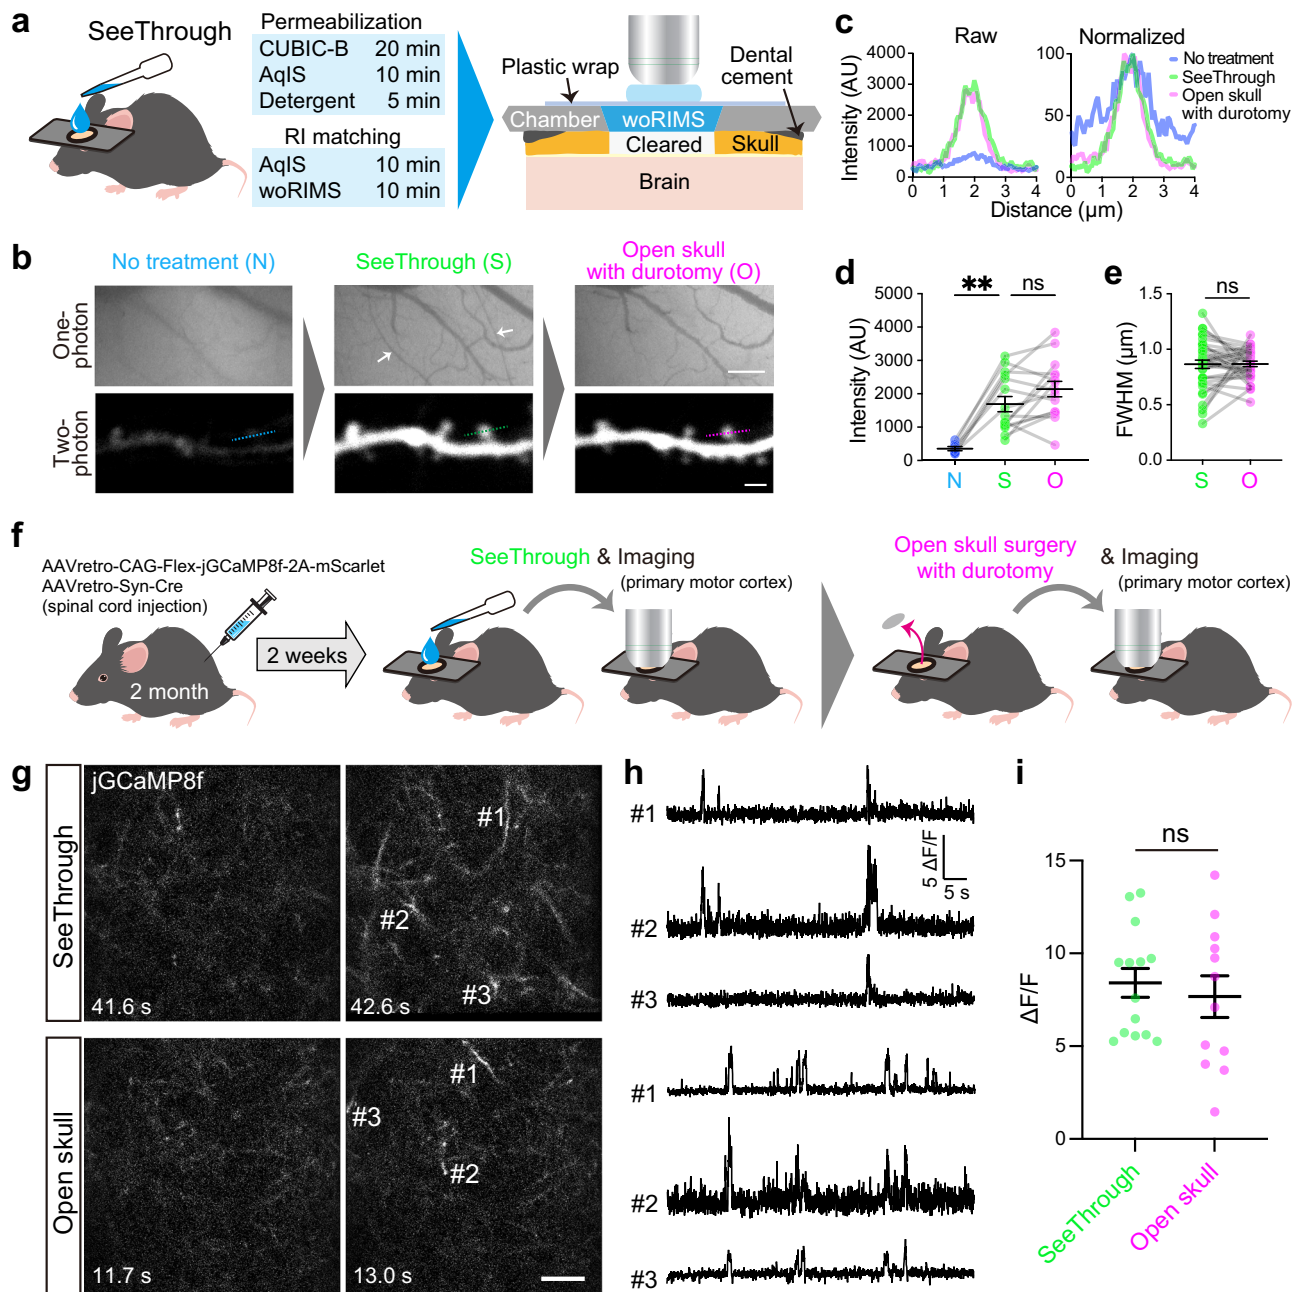 a
SeeThrough
Permeabilization
CUBIC-B 20 min
AqIS 10 min
Detergent 5 min
RI matching
AqIS 10 min
woRIMS 10 min
Plastic wrap
Dental
cement
Chamber
woRIMS
Cleared
Skull
Brain
c
Raw
Normalized
Intensity (AU)
4000
3000
2000
1000
0
0 1 2 3 4
100
50
0
0 1 2 3 4
Distance (µm)
No treatment
SeeThrough
Open skull
with durotomy
b
No treatment (N)
SeeThrough (S)
Open skull
with durotomy (O)
One-
photon
Two-
photon
d
** ns
Intensity (AU)
5000
4000
3000
2000
1000
0
N S O
e
ns
FWHM (µm)
1.5
1.0
0.5
0.0
S O
f
AAVretro-CAG-Flex-jGCaMP8f-2A-mScarlet
AAVretro-Syn-Cre
(spinal cord injection)
2 month
2 weeks
SeeThrough & Imaging
(primary motor cortex)
Open skull surgery
with durotomy
& Imaging
(primary motor cortex)
g
SeeThrough
jGCaMP8f
41.6 s
#1
#2
#3
42.6 s
Open skull
11.7 s
#1
#3
#2
13.0 s
h
#1
5 ΔF/F
5 s
#2
#3
#1
#2
#3
i
ns
ΔF/F
15
10
5
0
SeeThrough
Open skull